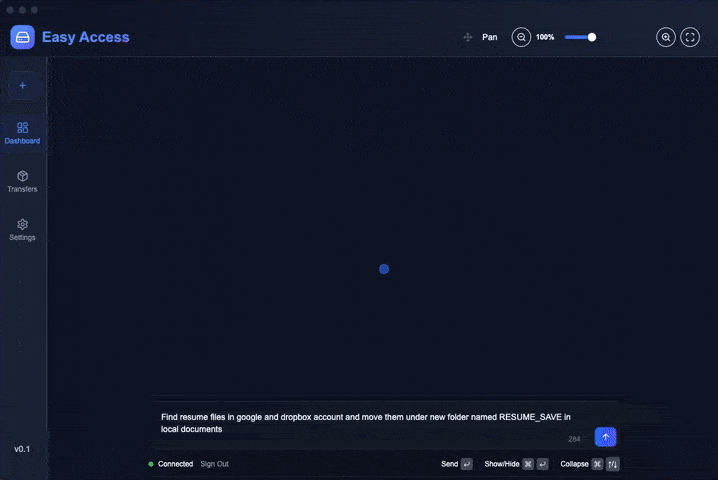 Easy Access
Pan
100%
Dashboard
Transfers
Settings
Find resume files in google and dropbox account and move them under new folder named RESUME_SAVE in
local documents
284
v0.1
Connected
Sign Out
Send
Show/Hide
Collapse